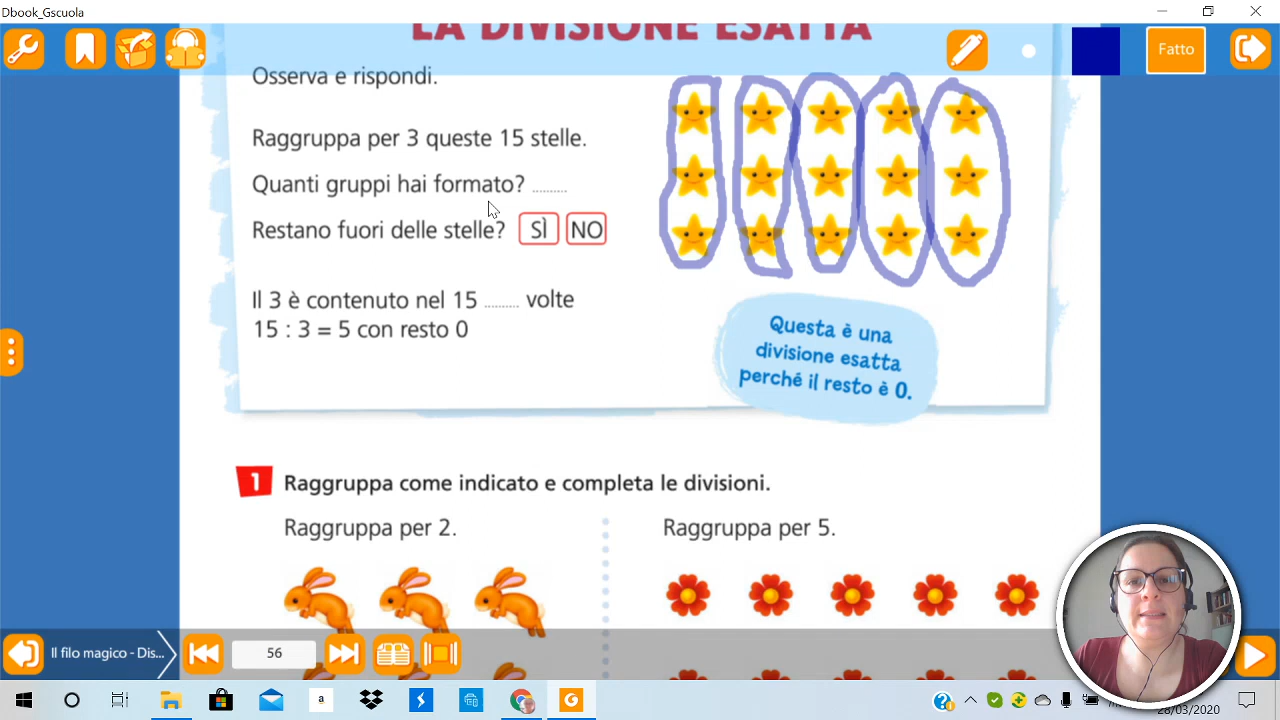 Dbook_Gscuola
LA DIVISIONE ESATTA
Fatto
Osserva e rispondi.
Raggruppa per 3 queste 15 stelle.
Quanti gruppi hai formato? ..........
Restano fuori delle stelle? SÌ NO
Il 3 è contenuto nel 15 ......... volte
15 : 3 = 5 con resto 0
Questa è una
divisione esatta
perché il resto è 0.
1 Raggruppa come indicato e completa le divisioni.
Raggruppa per 2.
Raggruppa per 5.
Il filo magico - Dis...
56
28/03/2020